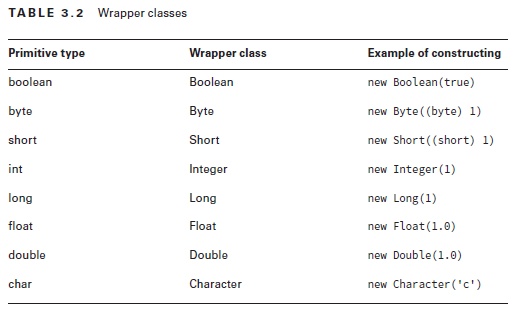 TABLE 3.2 Wrapper classes
Primitive type Wrapper class Example of constructing
boolean Boolean new Boolean(true)
byte Byte new Byte((byte) 1)
short Short new Short((short) 1)
int Integer new Integer(1)
long Long new Long(1)
float Float new Float(1.0)
double Double new Double(1.0)
char Character new Character('c')